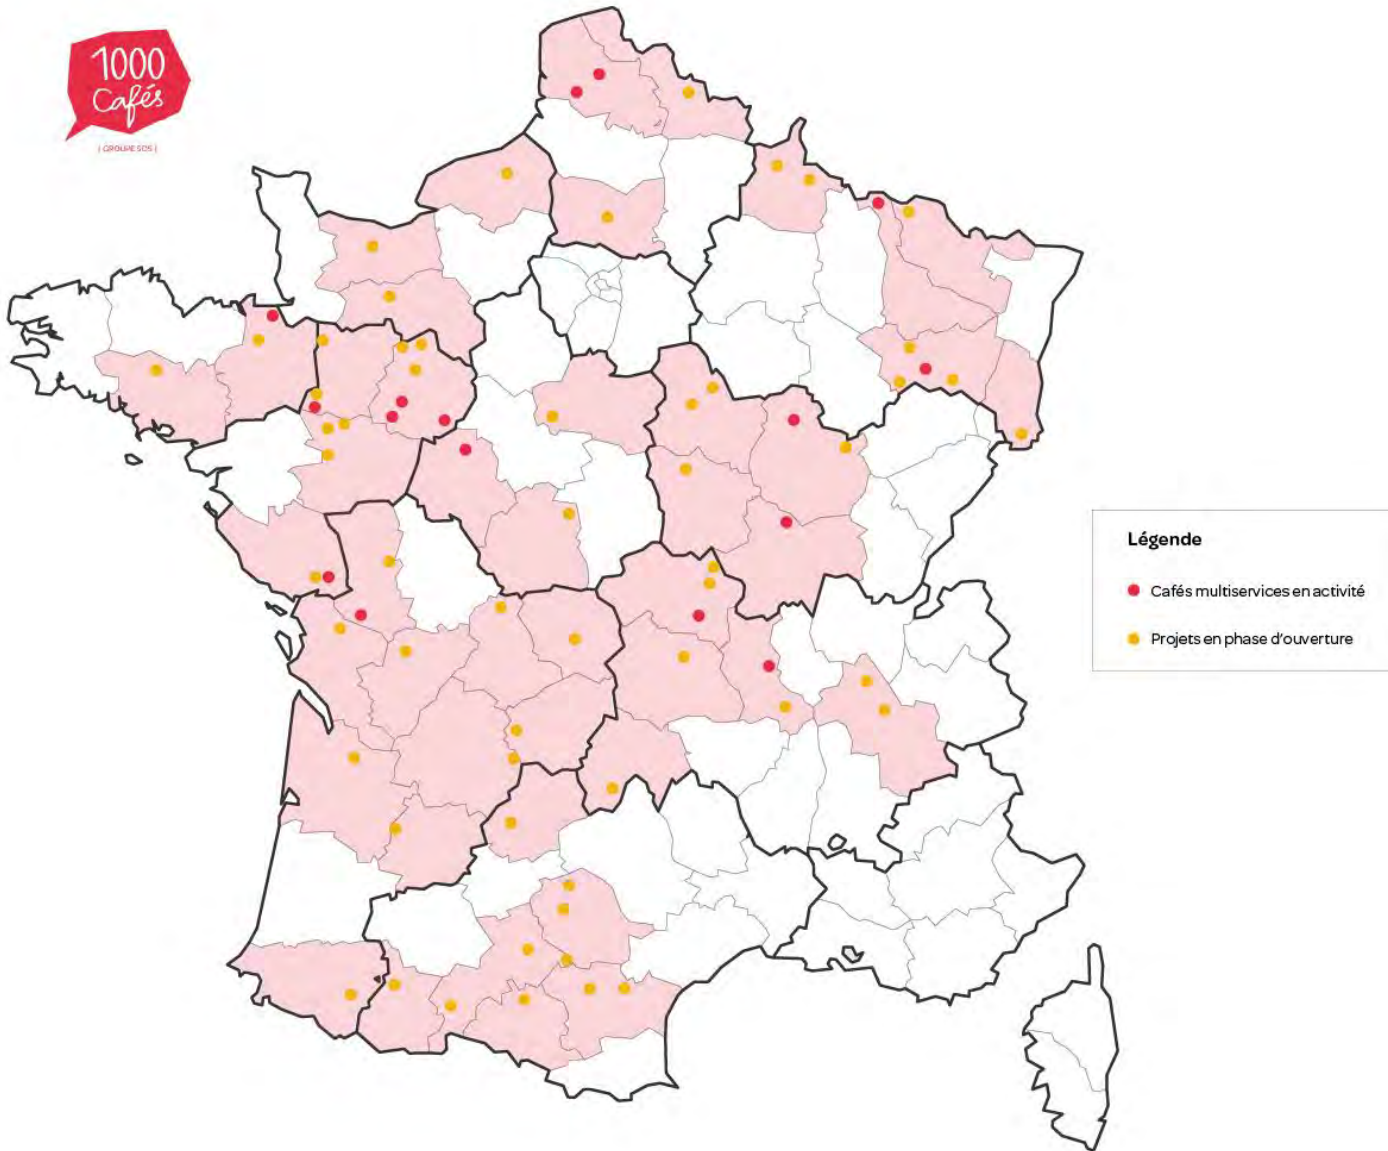 1000
Cafés
( GROUPE SOS )
Légende
Cafés multiservices en activité
Projets en phase d'ouverture